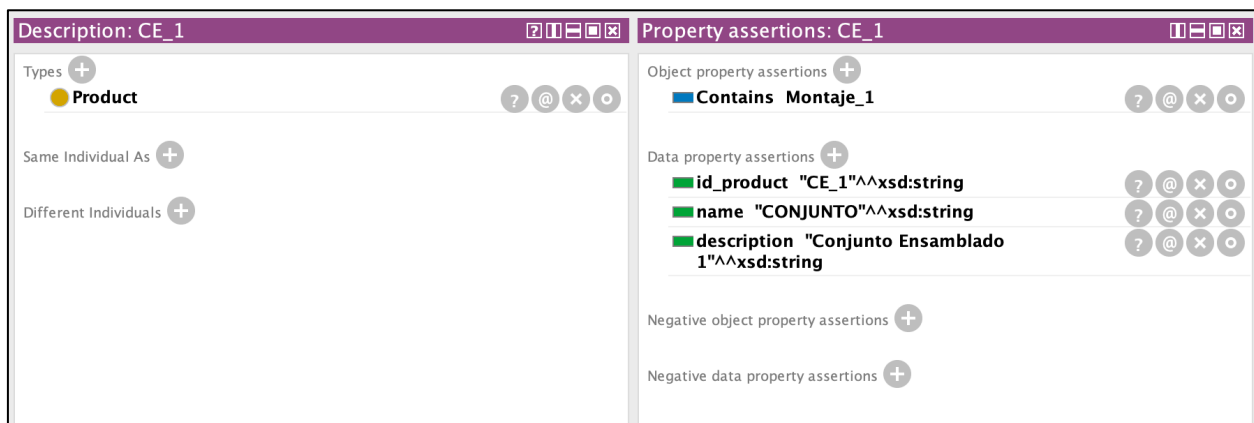 Description: CE_1
Types
Product
Same Individual As
Different Individuals
Property assertions: CE_1
Object property assertions
Contains Montaje_1
Data property assertions
id_product "CE_1"^^xsd:string
name "CONJUNTO"^^xsd:string
description "Conjunto Ensamblado
1"^^xsd:string
Negative object property assertions
Negative data property assertions